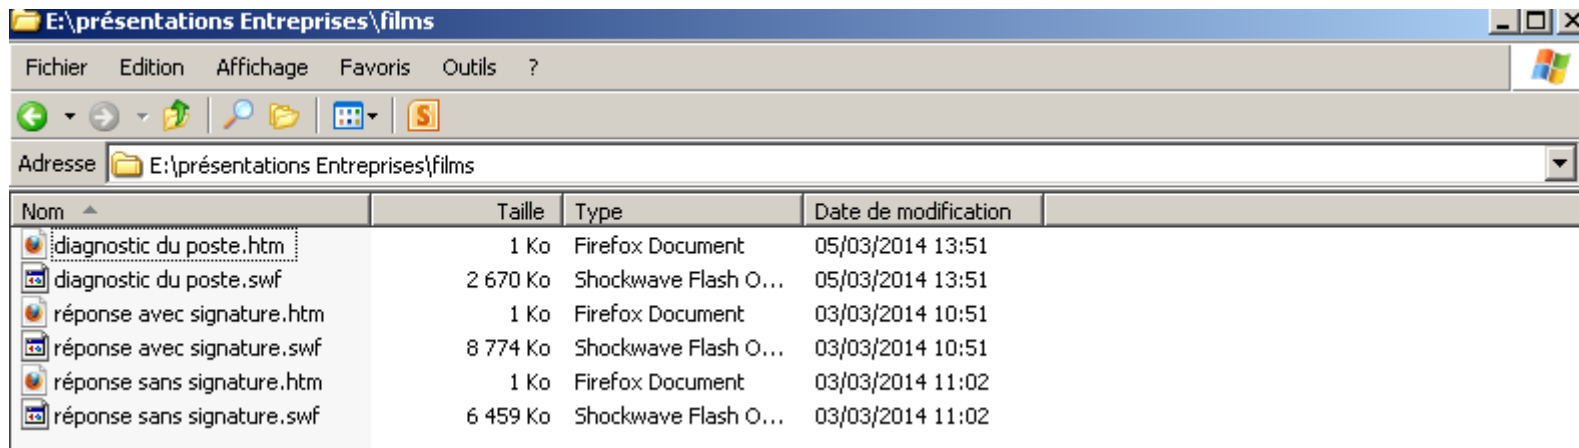 E:\présentations Entreprises\films
Fichier Edition Affichage Favoris Outils ?
S
Adresse E:\présentations Entreprises\films
Nom Taille Type Date de modification
diagnostic du poste.htm 1 Ko Firefox Document 05/03/2014 13:51
diagnostic du poste.swf 2 670 Ko Shockwave Flash O... 05/03/2014 13:51
réponse avec signature.htm 1 Ko Firefox Document 03/03/2014 10:51
réponse avec signature.swf 8 774 Ko Shockwave Flash O... 03/03/2014 10:51
réponse sans signature.htm 1 Ko Firefox Document 03/03/2014 11:02
réponse sans signature.swf 6 459 Ko Shockwave Flash O... 03/03/2014 11:02